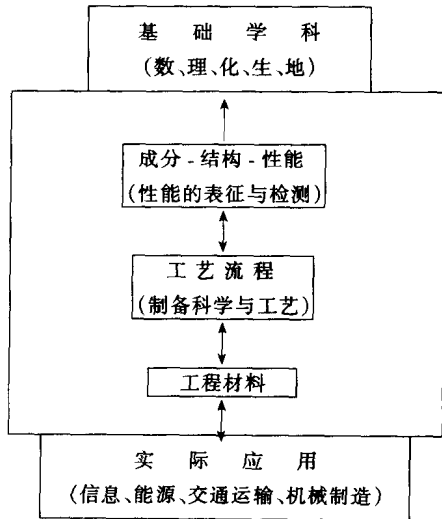 基础学科
(数、理、化、生、地)
成分-结构-性能
(性能的表征与检测)
工艺流程
(制备科学与工艺)
工程材料
实际应用
(信息、能源、交通运输、机械制造)